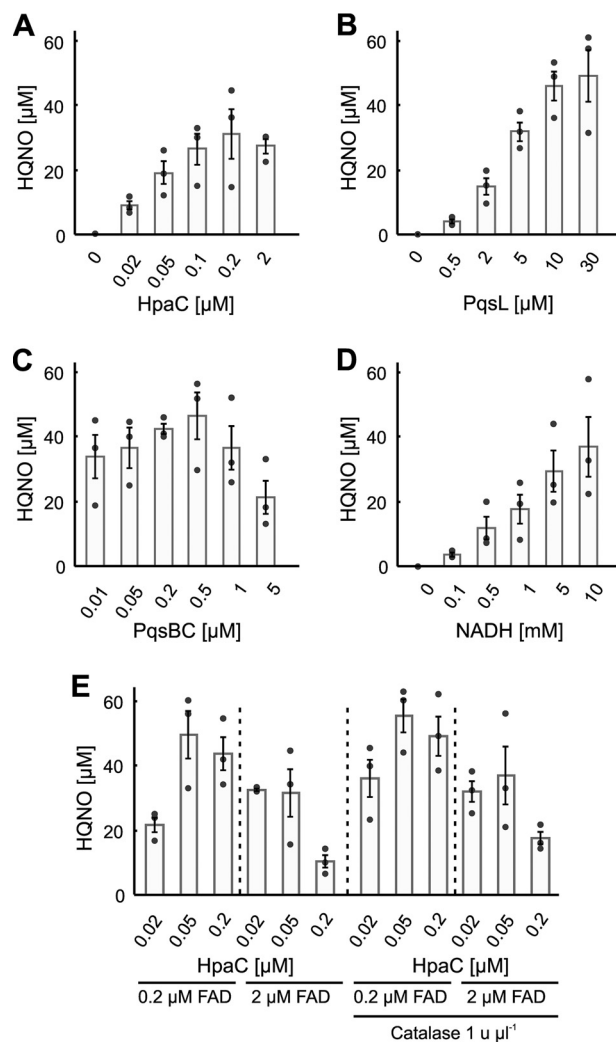 A
HQNO [µM]
60
40
20
0
0 0.02 0.05 0.1 0.2 2
HpaC [µM]
B
HQNO [µM]
60
40
20
0
0 0.5 2 5 10 30
PqsL [µM]
C
HQNO [µM]
60
40
20
0
0.01 0.05 0.2 0.5 1 5
PqsBC [µM]
D
HQNO [µM]
60
40
20
0
0 0.1 0.5 1 5 10
NADH [mM]
E
HQNO [µM]
60
40
20
0
0.02 0.05 0.2 0.02 0.05 0.2 0.02 0.05 0.2 0.02 0.05 0.2
HpaC [µM] HpaC [µM]
0.2 µM FAD 2 µM FAD 0.2 µM FAD 2 µM FAD
Catalase 1 u µl⁻¹